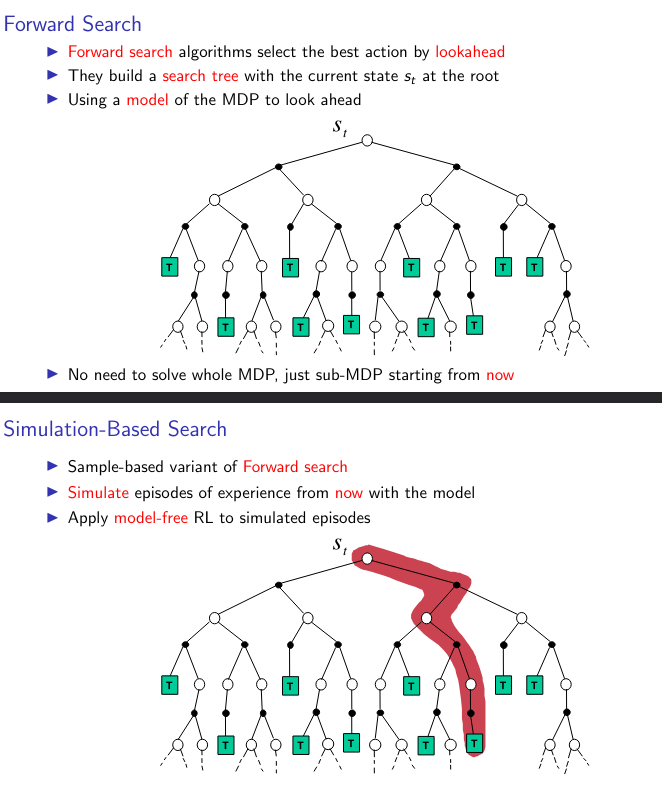 Forward Search
Forward search algorithms select the best action by lookahead
They build a search tree with the current state st at the root
Using a model of the MDP to look ahead
st
T T T T T
T T T T T
No need to solve whole MDP, just sub-MDP starting from now
Simulation-Based Search
Sample-based variant of Forward search
Simulate episodes of experience from now with the model
Apply model-free RL to simulated episodes
st
T T T T T
T T T T T